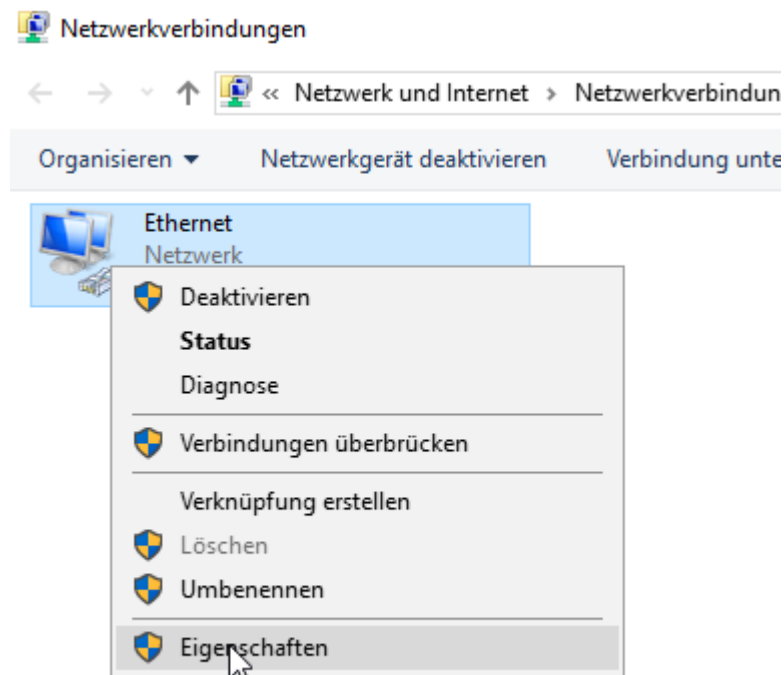 Netzwerkverbindungen
« Netzwerk und Internet › Netzwerkverbindun
Organisieren Netzwerkgerät deaktivieren Verbindung unte
Ethernet
Netzwerk
Deaktivieren
Status
Diagnose
Verbindungen überbrücken
Verknüpfung erstellen
Löschen
Umbenennen
Eigenschaften